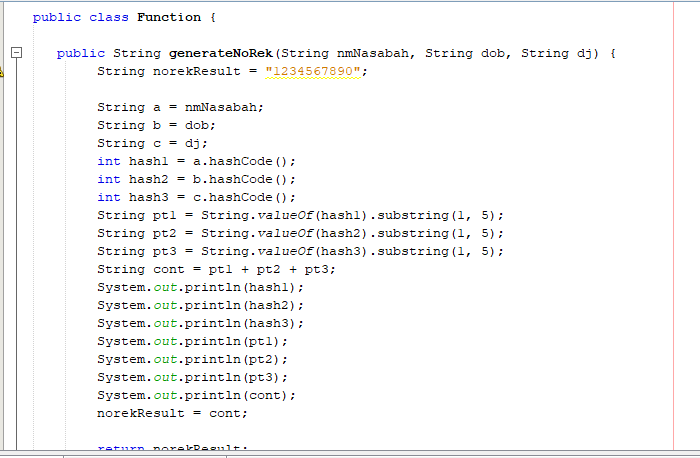 public class Function {
public String generateNoRek(String nmNasabah, String dob, String dj) {
String norekResult = "1234567890";
String a = nmNasabah;
String b = dob;
String c = dj;
int hash1 = a.hashCode();
int hash2 = b.hashCode();
int hash3 = c.hashCode();
String pt1 = String.valueOf(hash1).substring(1, 5);
String pt2 = String.valueOf(hash2).substring(1, 5);
String pt3 = String.valueOf(hash3).substring(1, 5);
String cont = pt1 + pt2 + pt3;
System.out.println(hash1);
System.out.println(hash2);
System.out.println(hash3);
System.out.println(pt1);
System.out.println(pt2);
System.out.println(pt3);
System.out.println(cont);
norekResult = cont;
return norekResult;